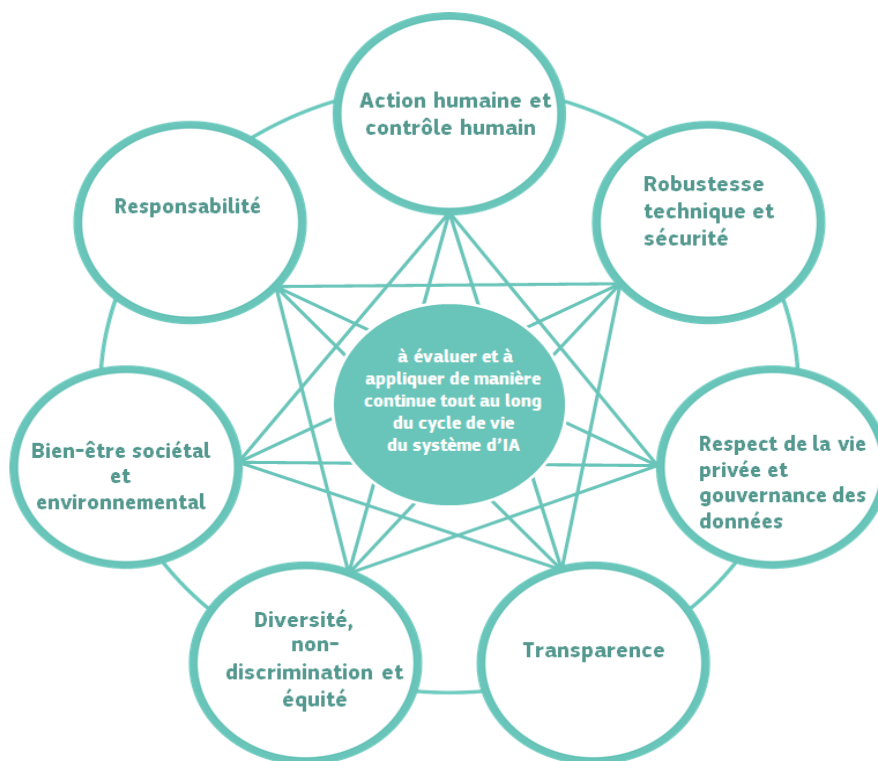 Action humaine et
contrôle humain
Robustesse
technique et
sécurité
Respect de la vie
privée et
gouvernance des
données
Transparence
Diversité,
non-
discrimination et
équité
Bien-être sociétal
et
environnemental
Responsabilité
à évaluer et à
appliquer de manière
continue tout au long
du cycle de vie
du système d'IA